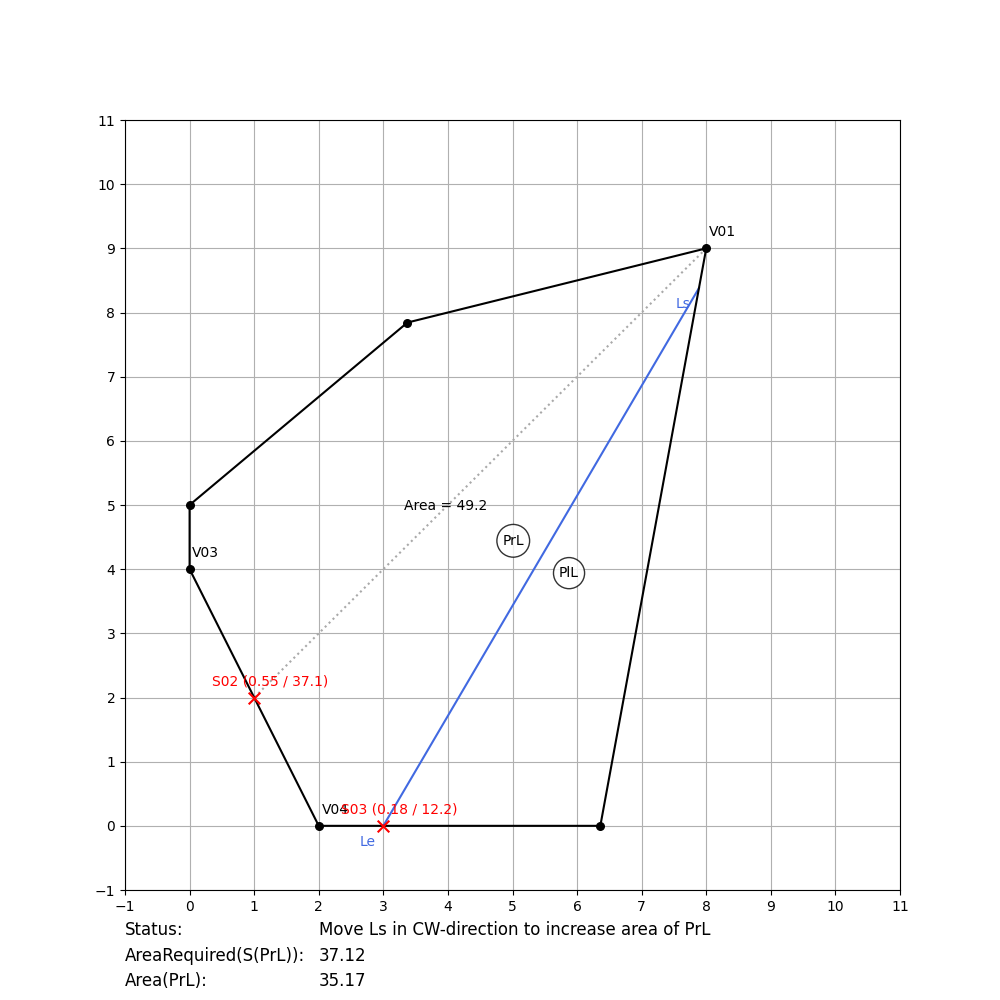 11
10
9
8
7
6
5
4
3
2
1
0
−1
V01
Ls
Area = 49.2
PrL
PlL
V03
S02 (0.55 / 37.1)
V04
S03 (0.18 / 12.2)
Le
−1 0 1 2 3 4 5 6 7 8 9 10 11
Status: Move Ls in CW-direction to increase area of PrL
AreaRequired(S(PrL)): 37.12
Area(PrL): 35.17